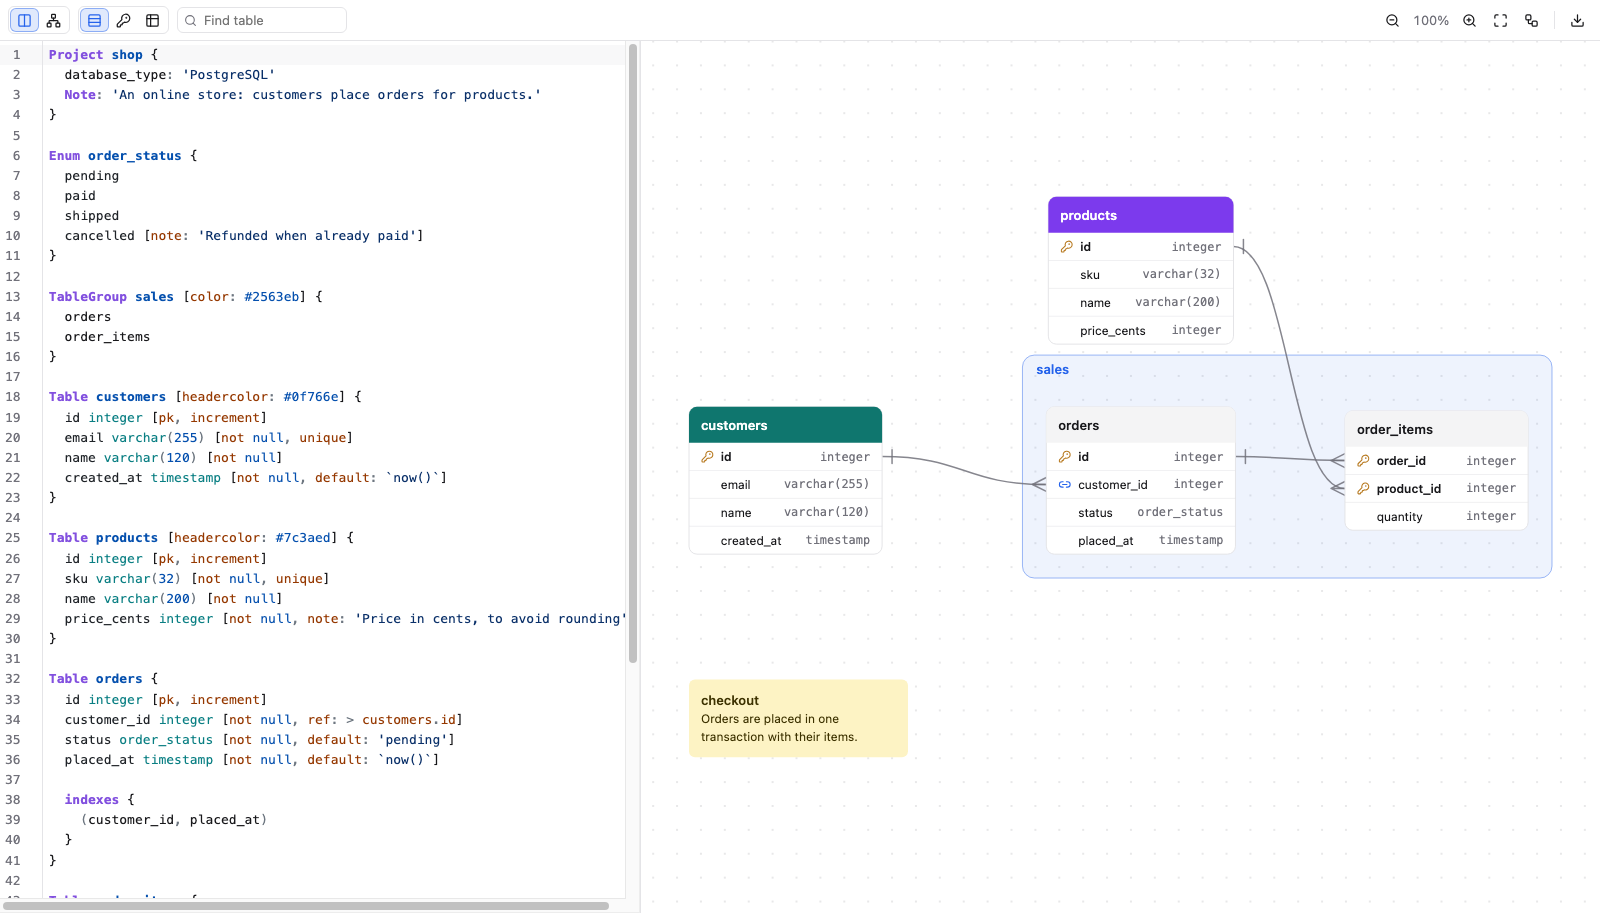 Find table
100%
1 Project shop {
2 database_type: 'PostgreSQL'
3 Note: 'An online store: customers place orders for products.'
4 }
5
6 Enum order_status {
7 pending
8 paid
9 shipped
10 cancelled [note: 'Refunded when already paid']
11 }
12
13 TableGroup sales [color: #2563eb] {
14 orders
15 order_items
16 }
17
18 Table customers [headercolor: #0f766e] {
19 id integer [pk, increment]
20 email varchar(255) [not null, unique]
21 name varchar(120) [not null]
22 created_at timestamp [not null, default: `now()`]
23 }
24
25 Table products [headercolor: #7c3aed] {
26 id integer [pk, increment]
27 sku varchar(32) [not null, unique]
28 name varchar(200) [not null]
29 price_cents integer [not null, note: 'Price in cents, to avoid rounding'
30 }
31
32 Table orders {
33 id integer [pk, increment]
34 customer_id integer [not null, ref: > customers.id]
35 status order_status [not null, default: 'pending']
36 placed_at timestamp [not null, default: `now()`]
37
38 indexes {
39 (customer_id, placed_at)
40 }
41 }
42
products
id integer
sku varchar(32)
name varchar(200)
price_cents integer
sales
customers
id integer
email varchar(255)
name varchar(120)
created_at timestamp
orders
id integer
customer_id integer
status order_status
placed_at timestamp
order_items
order_id integer
product_id integer
quantity integer
checkout
Orders are placed in one
transaction with their items.